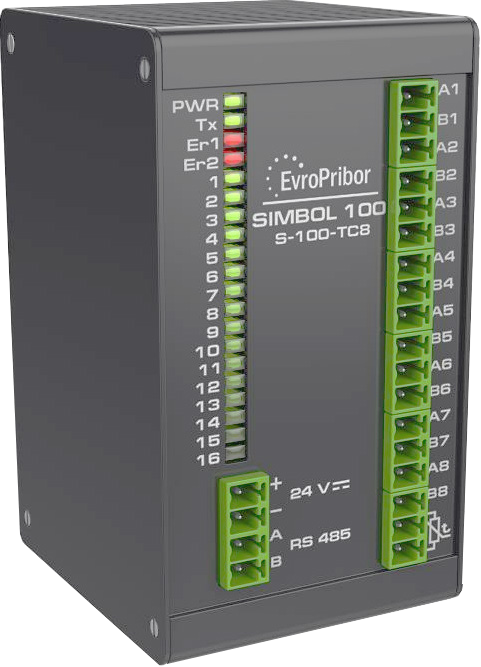 PWR
Tx
Er1
Er2
1
2
3
4
5
6
7
8
9
10
11
12
13
14
15
16
EvroPribor
SIMBOL 100
S-100-TC8
A1
B1
A2
B2
A3
B3
A4
B4
A5
B5
A6
B6
A7
B7
A8
B8
t
+
24 V
−
A
RS 485
B